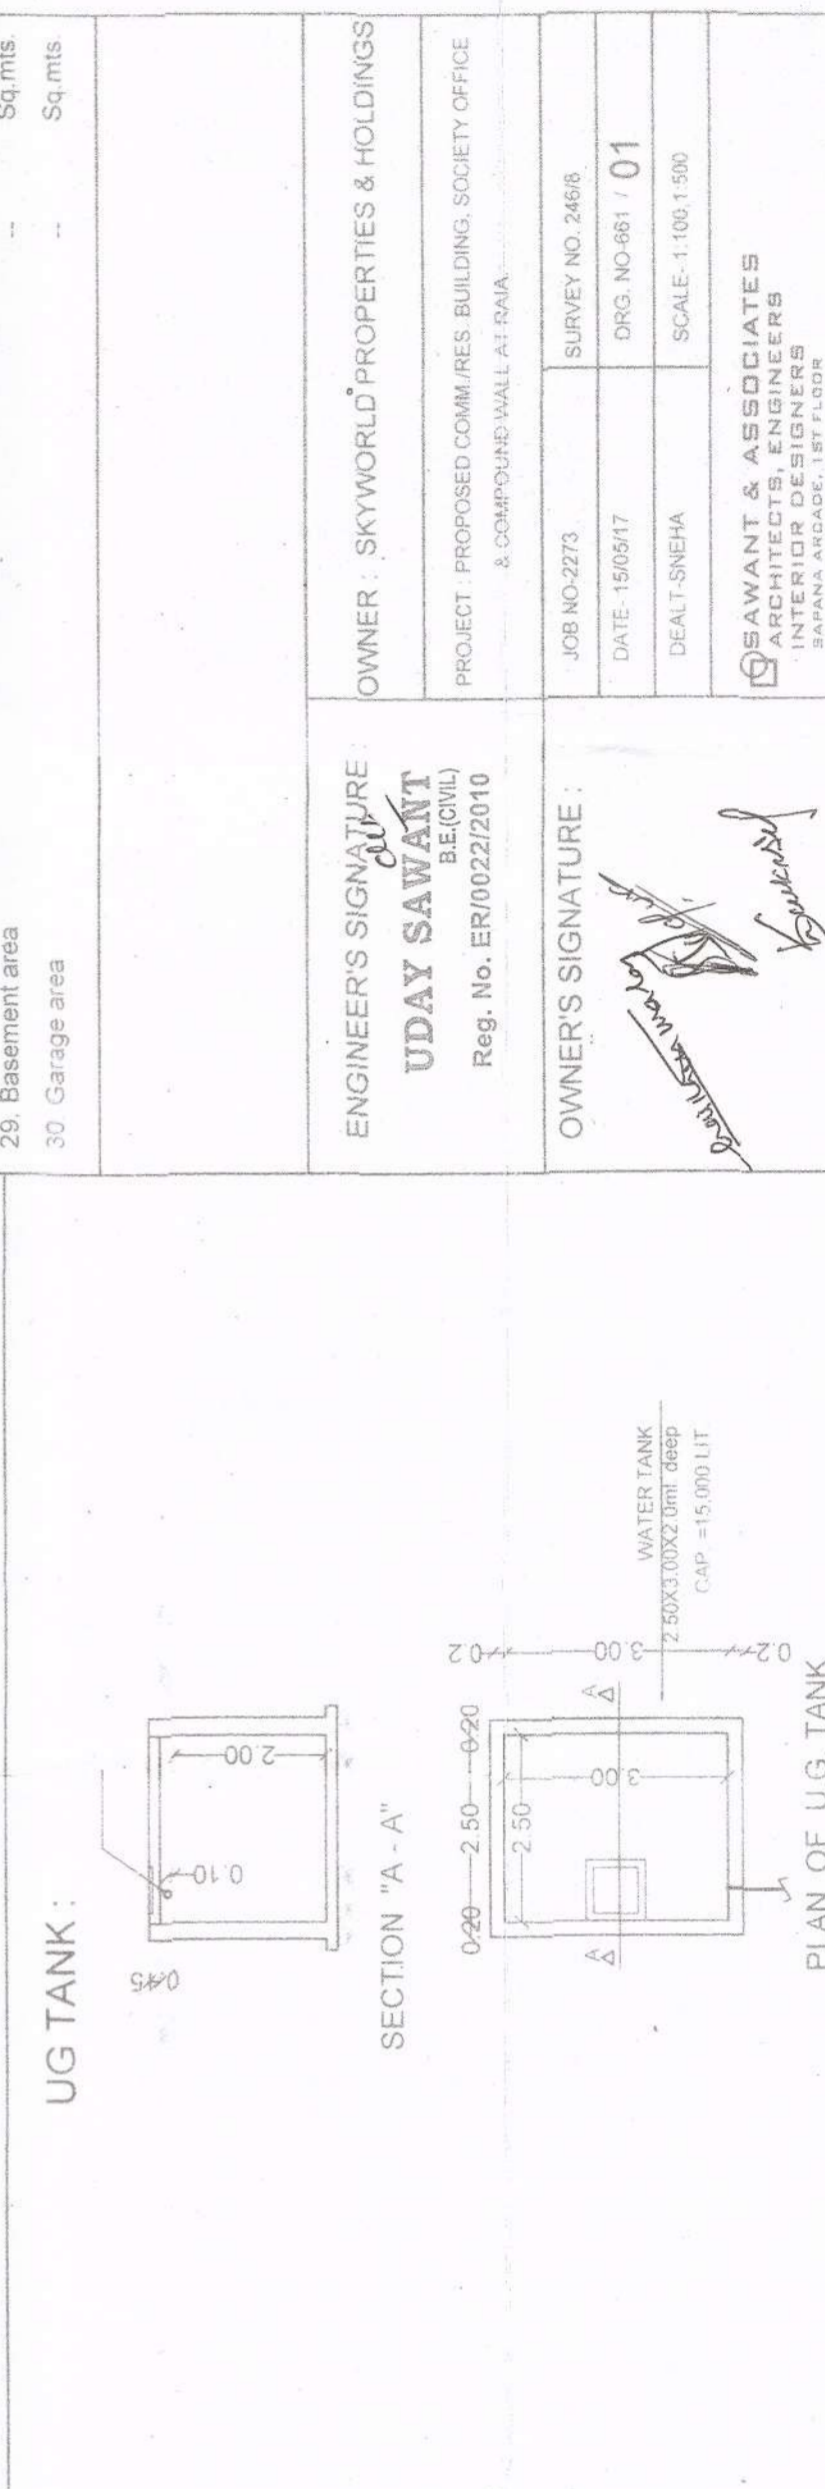 29. Basement area -- Sq.mts.
30. Garage area -- Sq.mts.
ENGINEER'S SIGNATURE :
UDAY SAWANT
B.E.(CIVIL)
Reg. No. ER/0022/2010
OWNER : SKYWORLD PROPERTIES & HOLDINGS
PROJECT : PROPOSED COMM./RES. BUILDING, SOCIETY OFFICE
& COMPOUND WALL AT RAIA.
OWNER'S SIGNATURE :
JOB NO-2273
SURVEY NO. 246/8
DATE- 15/05/17
DRG. NO-661 / 01
DEALT-SNEHA
SCALE- 1:100,1:500
SAWANT & ASSOCIATES
ARCHITECTS, ENGINEERS
INTERIOR DESIGNERS
SAPANA ARCADE, 1ST FLOOR
UG TANK :
0.45
0.10
2.00
SECTION "A - A"
0.20 2.50 0.20
0.2
2.50
3.00
3.00
A
A
0.2
WATER TANK
2.50X3.00X2.0mt. deep
CAP. =15,000 LIT
PLAN OF U.G TANK